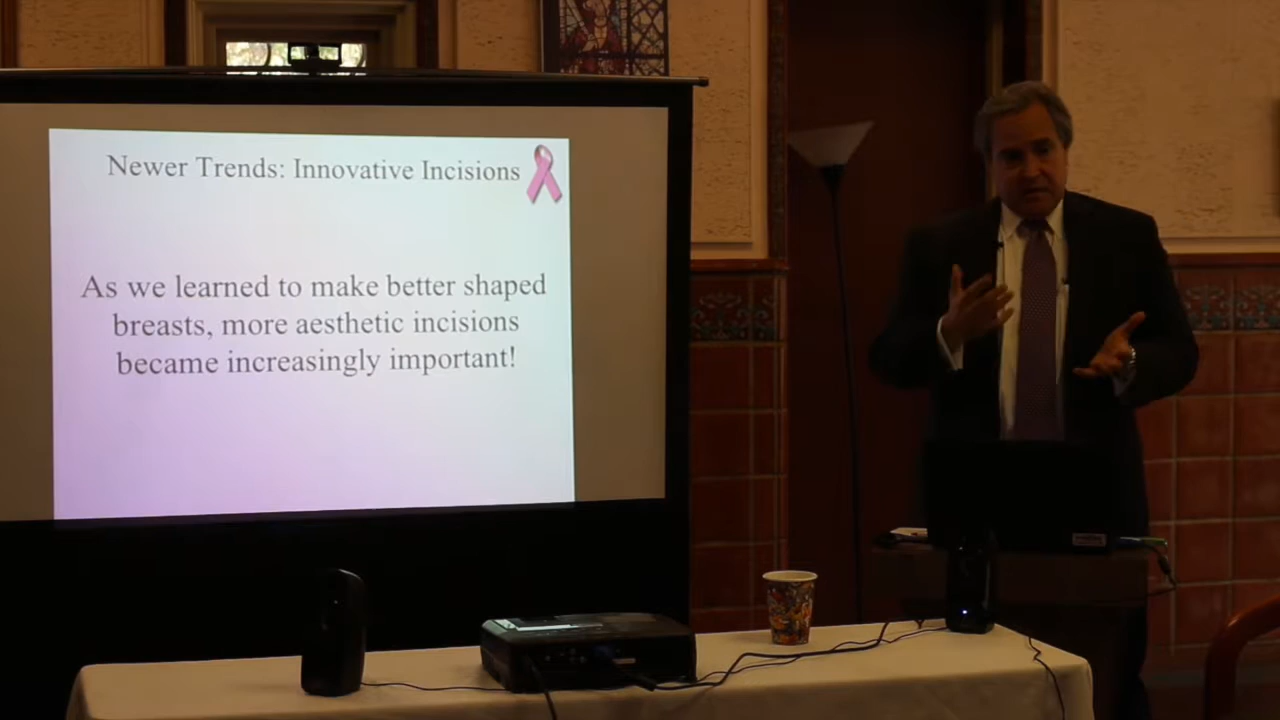 Newer Trends: Innovative Incisions
As we learned to make better shaped
breasts, more aesthetic incisions
became increasingly important!